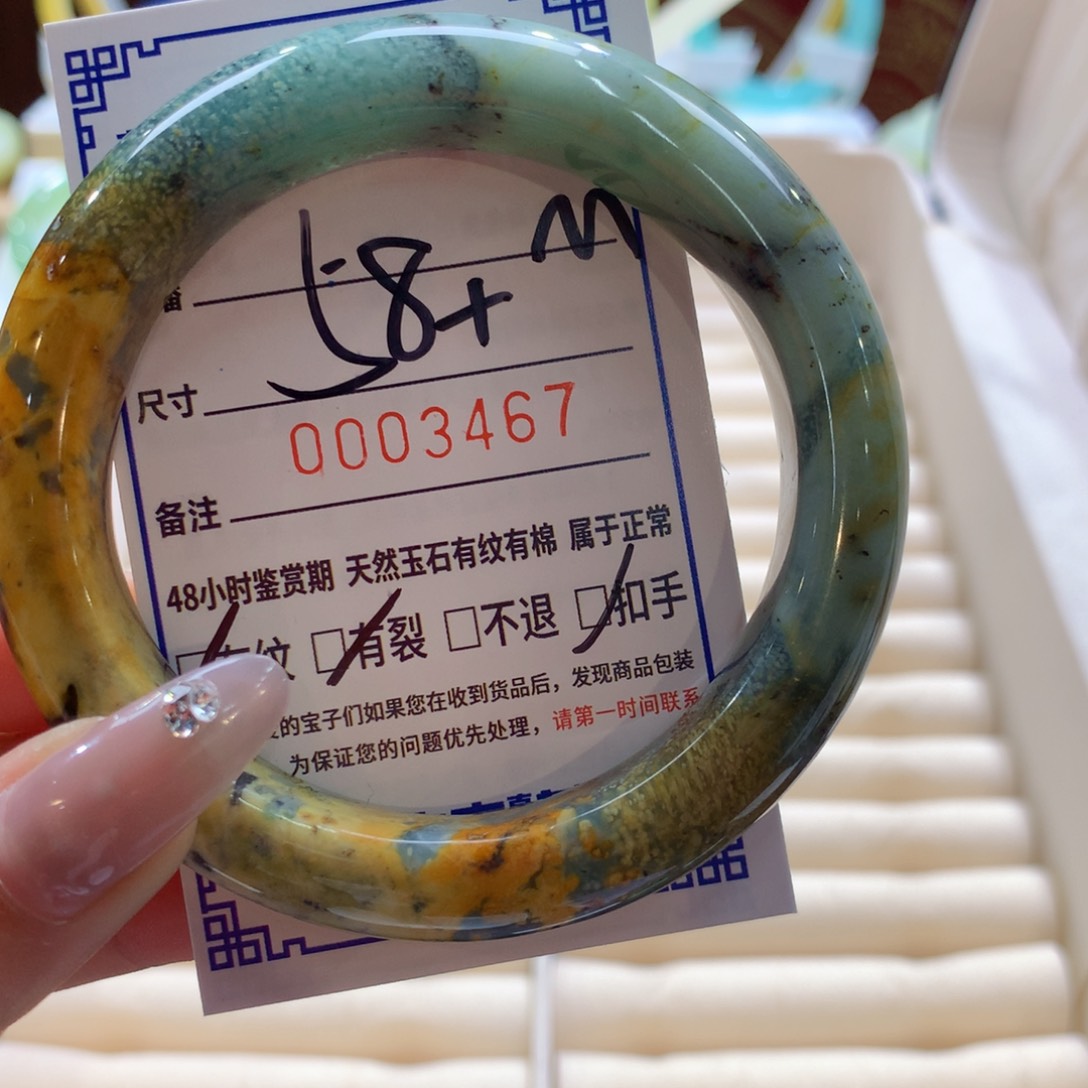 58+ M
尺寸
0003467
备注
48小时鉴赏期 天然玉石有纹有棉 属于正常
□有纹 □有裂 □不退 □扣手
的宝子们如果您在收到货品后，发现商品包装
为保证您的问题优先处理，请第一时间联系